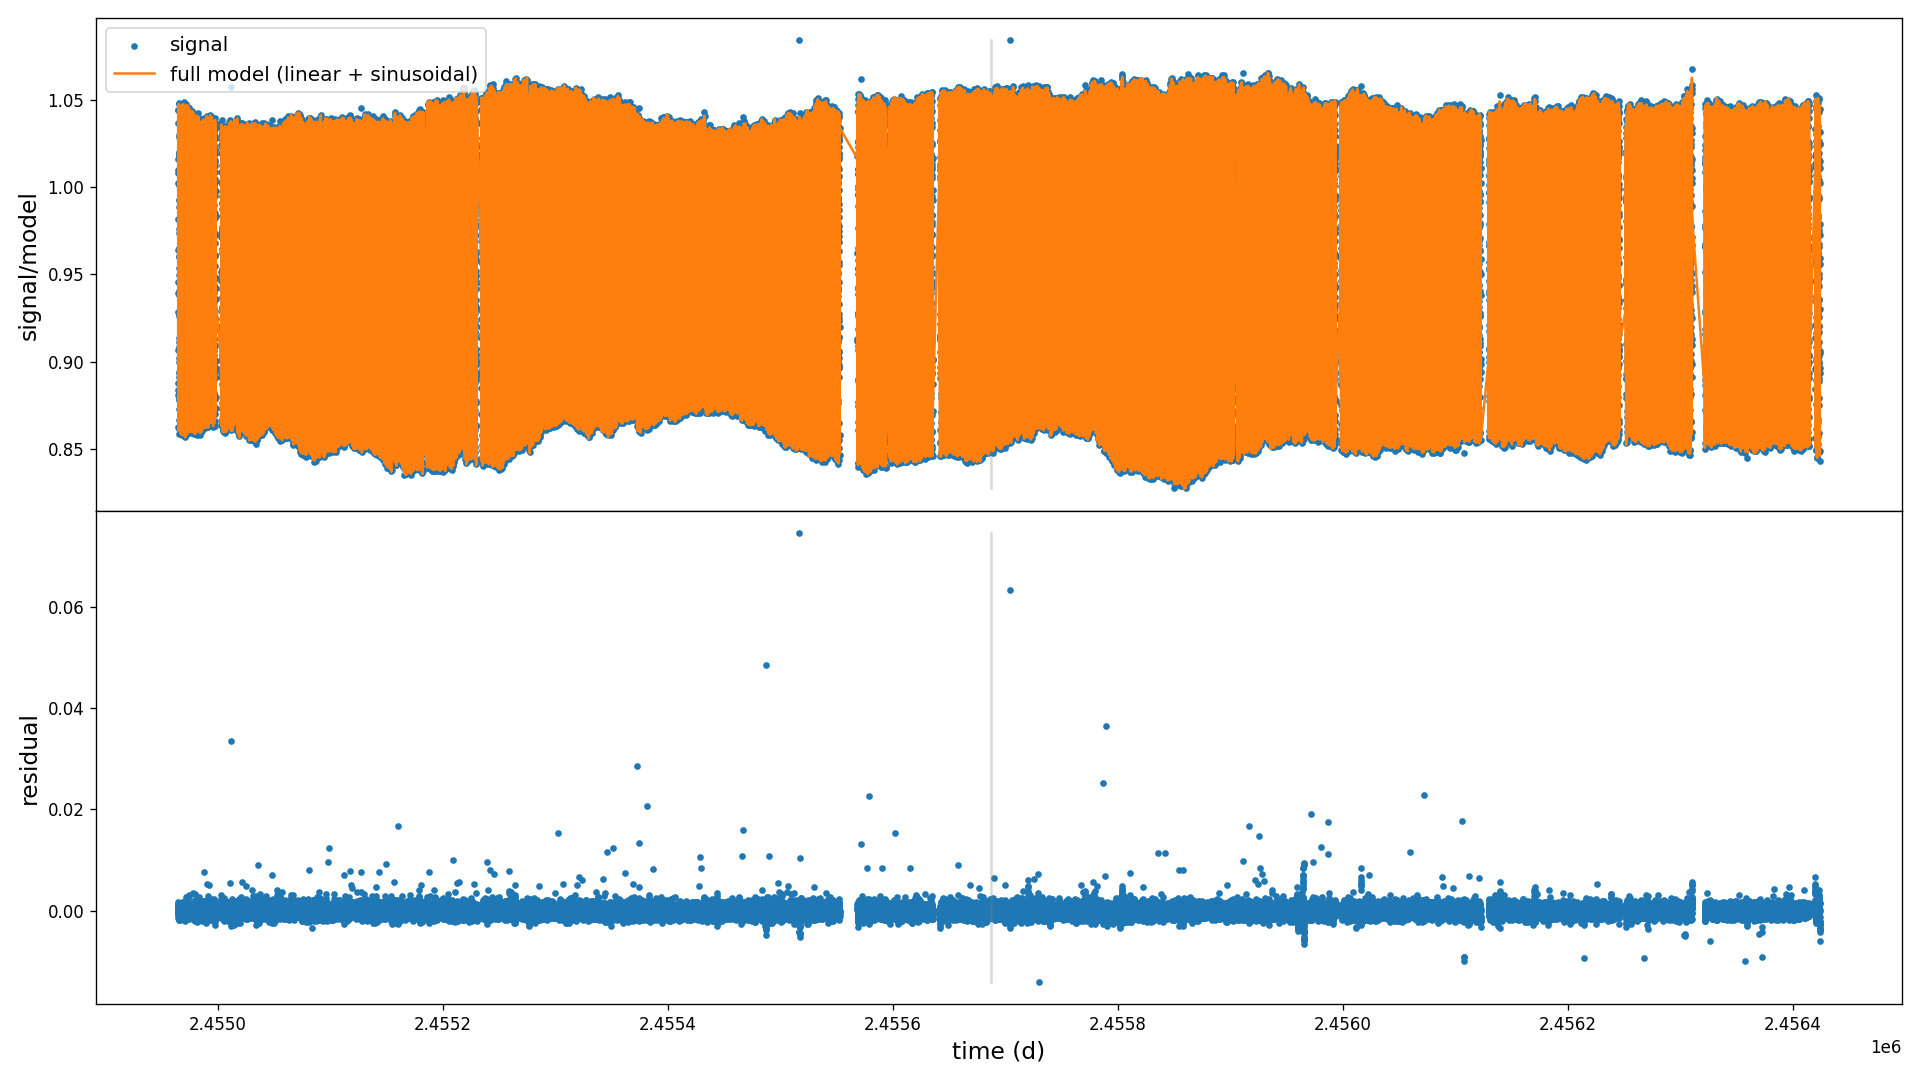 signal
full model (linear + sinusoidal)
signal/model
1.05
1.00
0.95
0.90
0.85
residual
0.06
0.04
0.02
0.00
2.4550
2.4552
2.4554
2.4556
2.4558
2.4560
2.4562
2.4564
1e6
time (d)